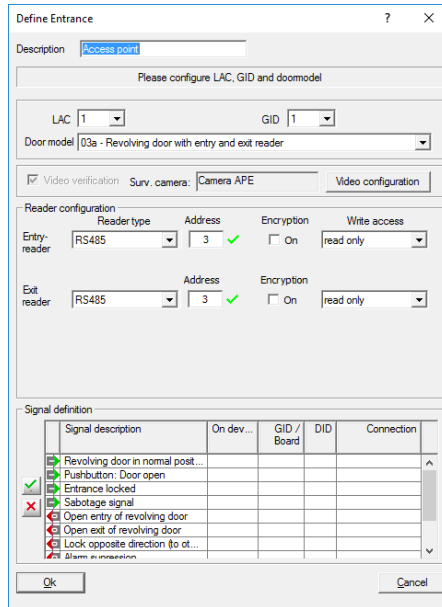 Define Entrance ? X
Description Access point
Please configure LAC, GID and doormodel
LAC 1 GID 1
Door model 03a - Revolving door with entry and exit reader
Video verification Surv. camera: Camera APE Video configuration
Reader configuration
Reader type Address Encryption Write access
Entry-reader RS485 3 On read only
Address Encryption
Exit reader RS485 3 On read only
Signal definition
Signal description On dev... GID / Board DID Connection
Revolving door in normal posit...
Pushbutton: Door open
Entrance locked
Sabotage signal
Open entry of revolving door
Open exit of revolving door
Lock opposite direction (to ot...
Alarm supression
Ok Cancel